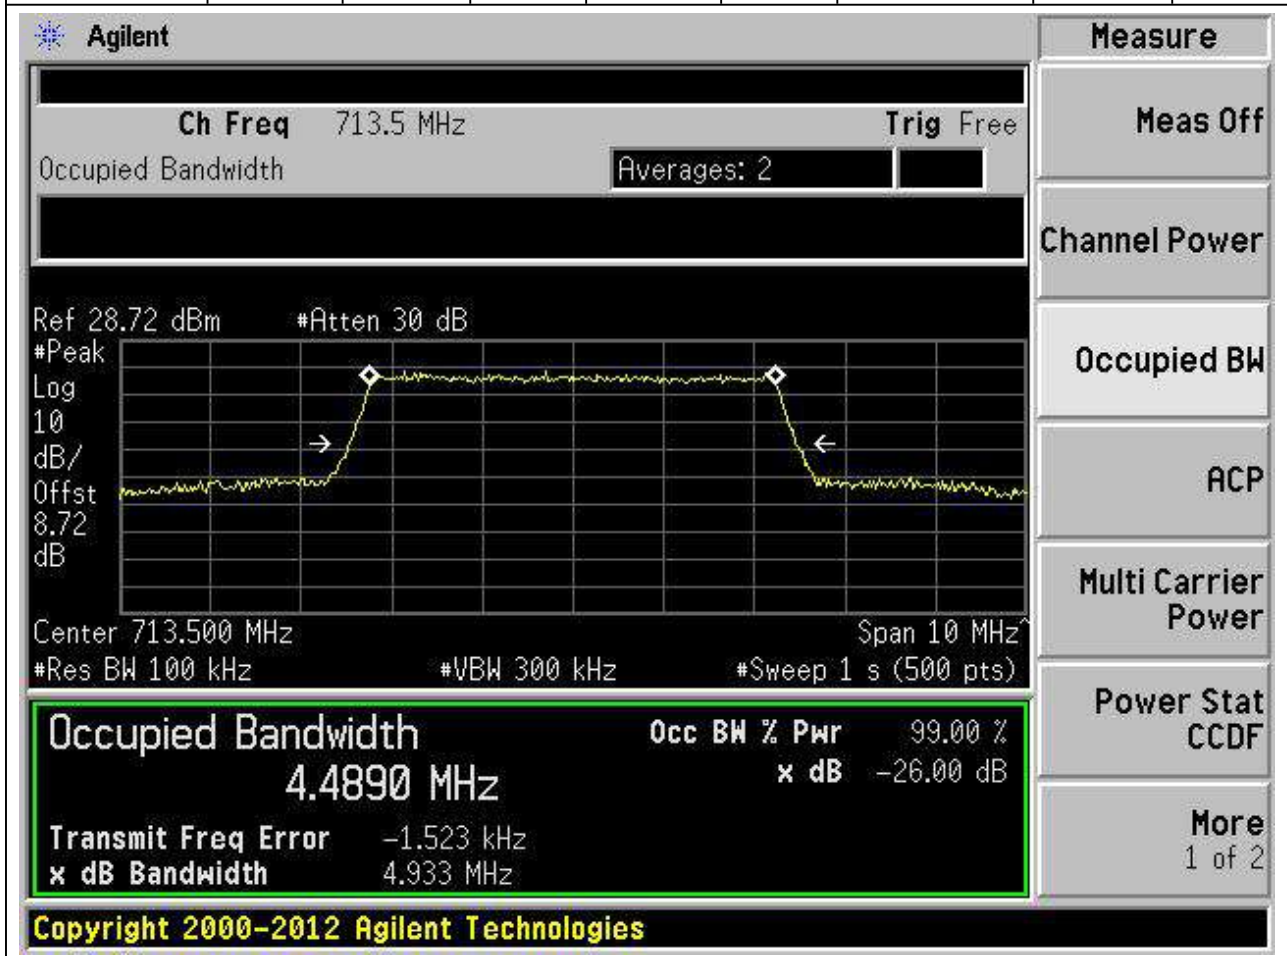 Agilent
Measure
Ch Freq 713.5 MHz Trig Free
Meas Off
Occupied Bandwidth Averages: 2
Channel Power
Ref 28.72 dBm #Atten 30 dB
#Peak
Log
10
dB/
Offst
8.72
dB
Occupied BW
ACP
Multi Carrier
Power
Center 713.500 MHz Span 10 MHz^
#Res BW 100 kHz #VBW 300 kHz #Sweep 1 s (500 pts)
Power Stat
CCDF
Occupied Bandwidth Occ BW % Pwr 99.00 %
4.4890 MHz x dB -26.00 dB
Transmit Freq Error -1.523 kHz
x dB Bandwidth 4.933 MHz
More
1 of 2
Copyright 2000-2012 Agilent Technologies